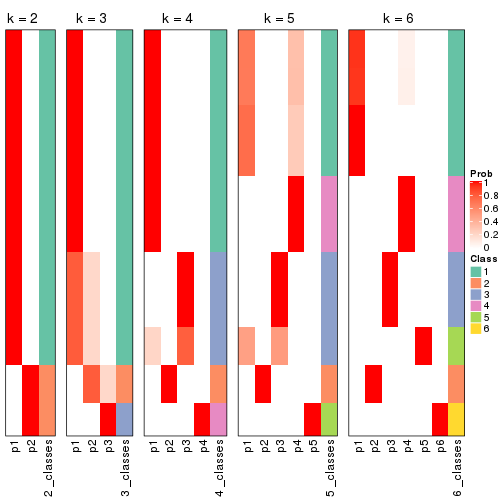 k = 2
k = 3
k = 4
k = 5
k = 6
Prob
1
0.8
0.6
0.4
0.2
0
Class
1
2
3
4
5
6
p1
p2
2_classes
p1
p2
p3
3_classes
p1
p2
p3
p4
4_classes
p1
p2
p3
p4
p5
5_classes
p1
p2
p3
p4
p5
p6
6_classes